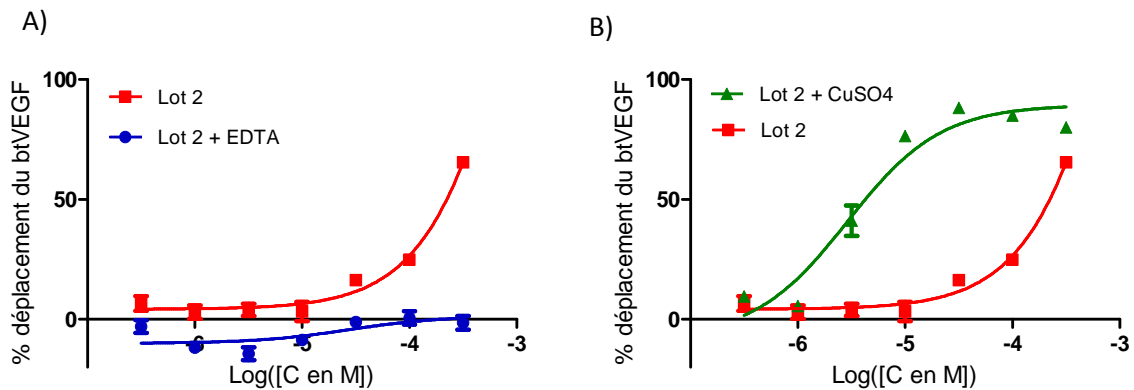 A)
% déplacement du btVEGF
100
50
0
Lot 2
Lot 2 + EDTA
-6
-5
-4
-3
Log([C en M])
B)
% déplacement du btVEGF
100
50
0
Lot 2 + CuSO4
Lot 2
-6
-5
-4
-3
Log([C en M])